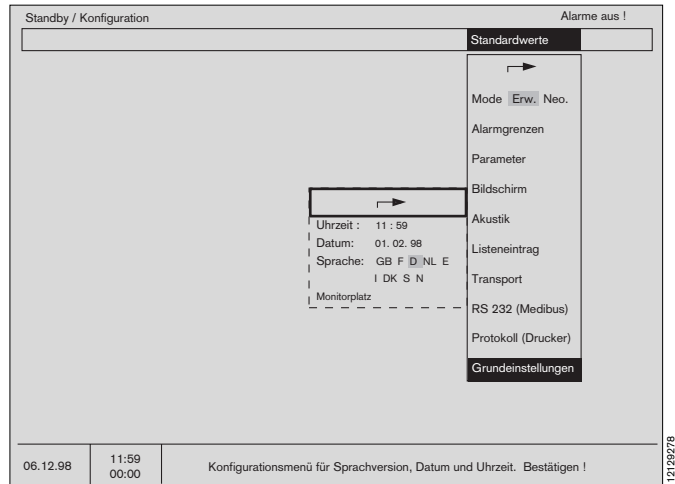 Standby / Konfiguration
Alarme aus !
Standardwerte
Mode Erw. Neo.
Alarmgrenzen
Parameter
Bildschirm
Akustik
Listeneintrag
Transport
RS 232 (Medibus)
Protokoll (Drucker)
Grundeinstellungen
Uhrzeit : 11 : 59
Datum: 01. 02. 98
Sprache: GB F D NL E
I DK S N
Monitorplatz
06.12.98
11:59
00:00
Konfigurationsmenü für Sprachversion, Datum und Uhrzeit. Bestätigen !
12129278